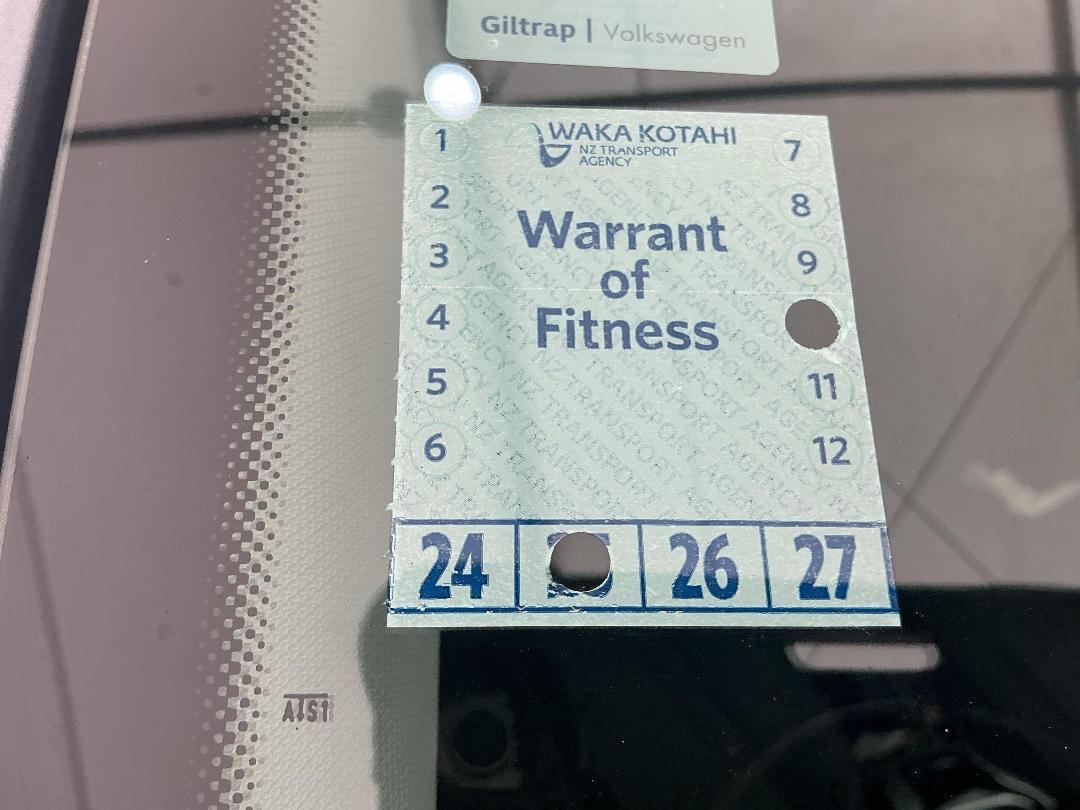 Giltrap | Volkswagen
WAKA KOTAHI
NZ TRANSPORT
AGENCY
1
2
3
4
5
6
7
8
9
11
12
Warrant
of
Fitness
24
26
27
AS1